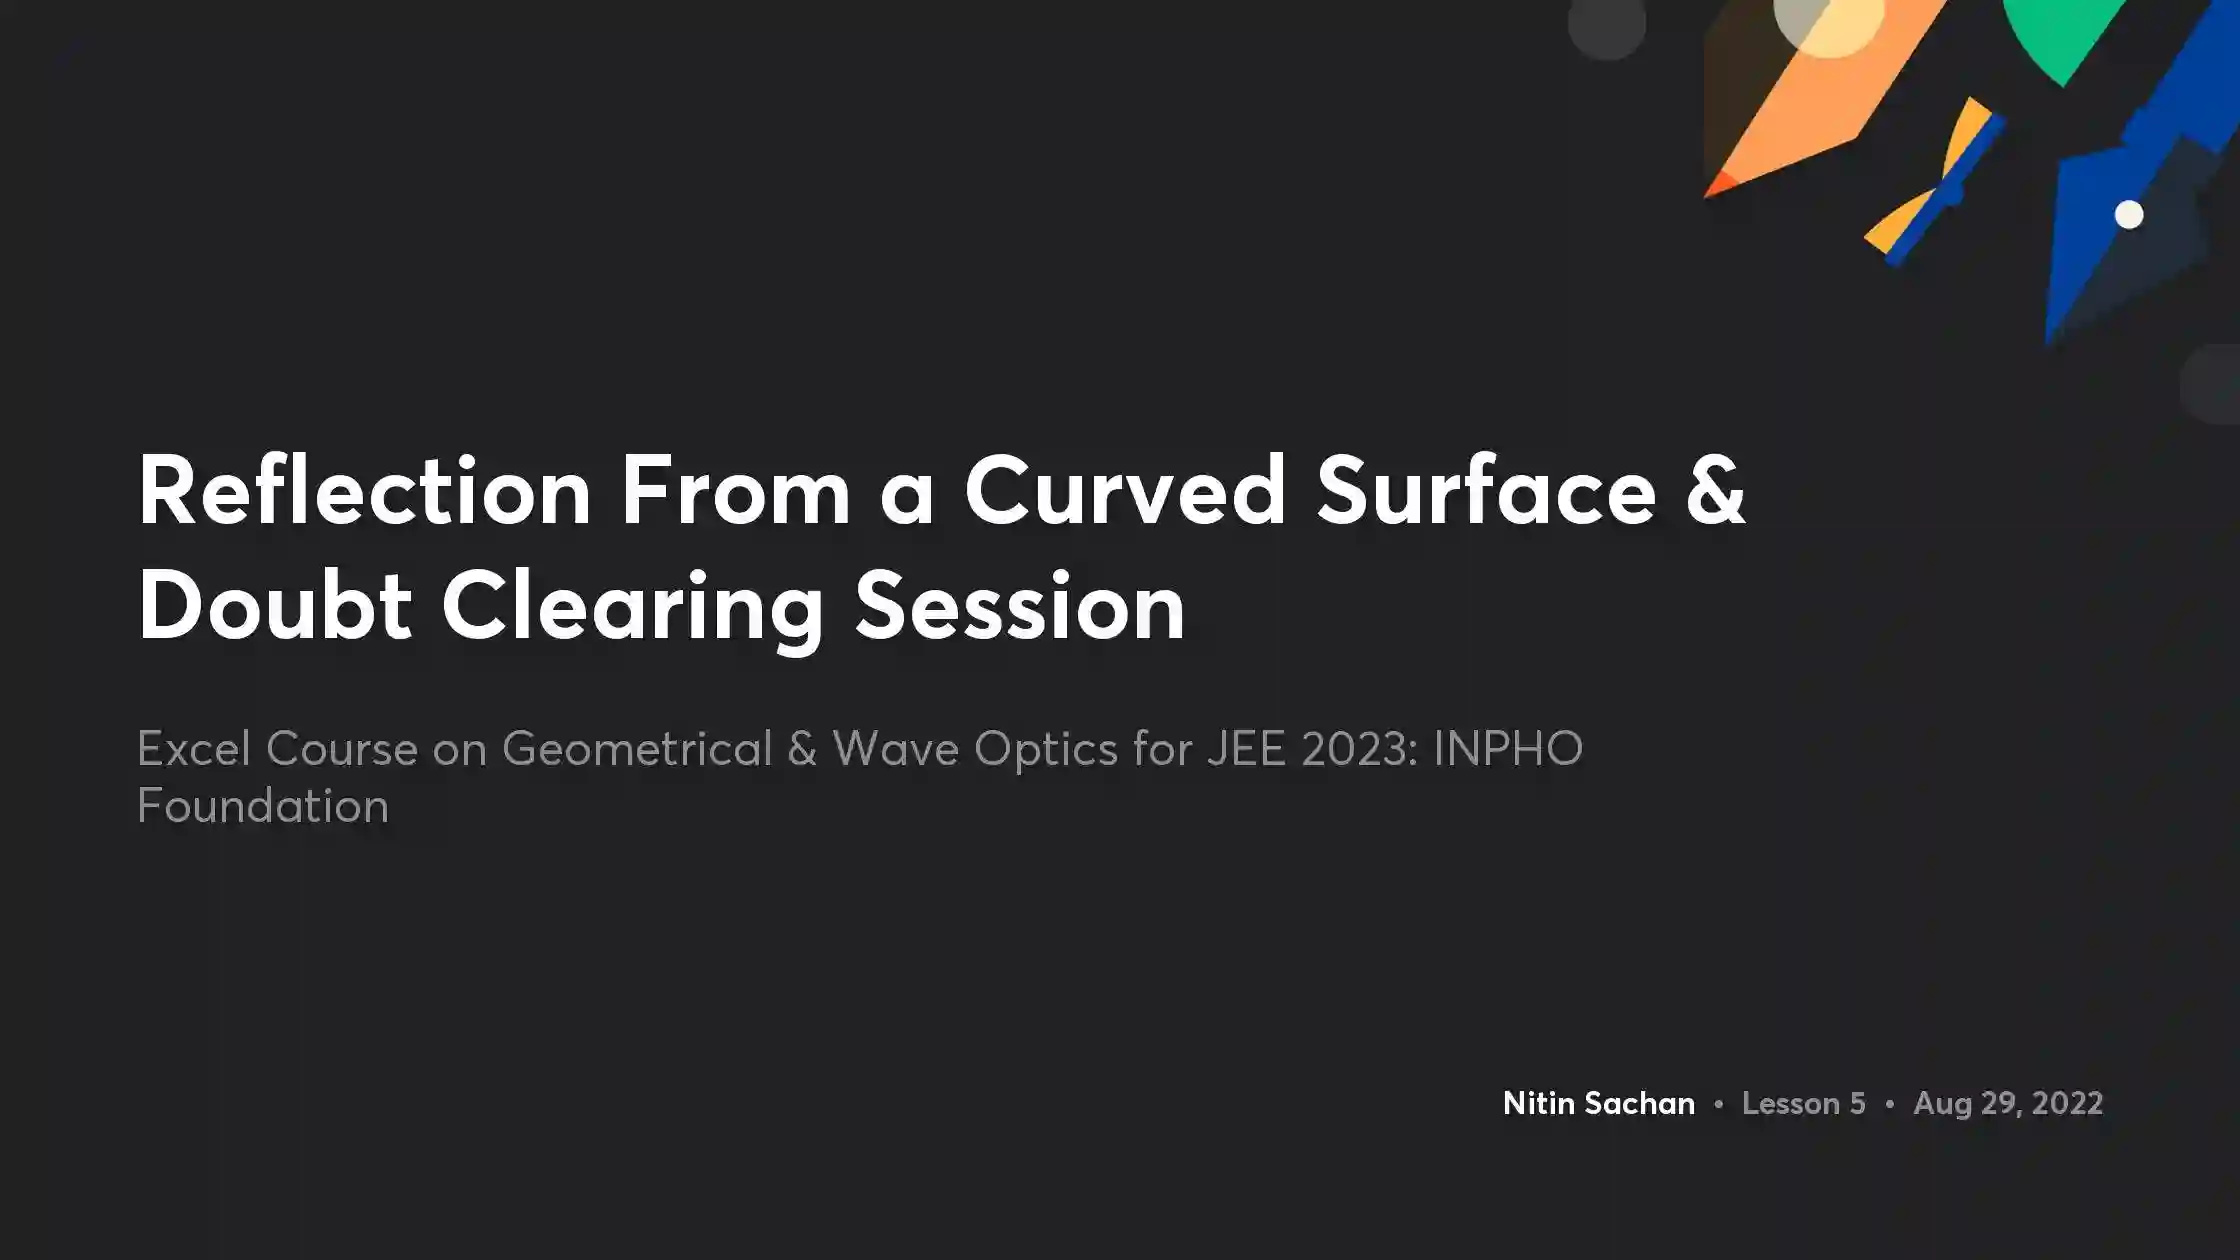 Reflection From a Curved Surface &
Doubt Clearing Session
Excel Course on Geometrical & Wave Optics for JEE 2023: INPHO
Foundation
Nitin Sachan • Lesson 5 • Aug 29, 2022